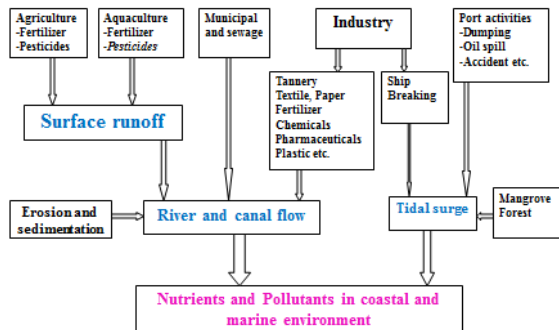 Agriculture
-Fertilizer
-Pesticides
Aquaculture
-Fertilizer
-Pesticides
Municipal
and sewage
Industry
Port activities
-Dumping
-Oil spill
-Accident etc.
Tannery
Textile, Paper
Fertilizer
Chemicals
Pharmaceuticals
Plastic etc.
Ship
Breaking
Surface runoff
Erosion and
sedimentation
River and canal flow
Tidal surge
Mangrove
Forest
Nutrients and Pollutants in coastal and
marine environment